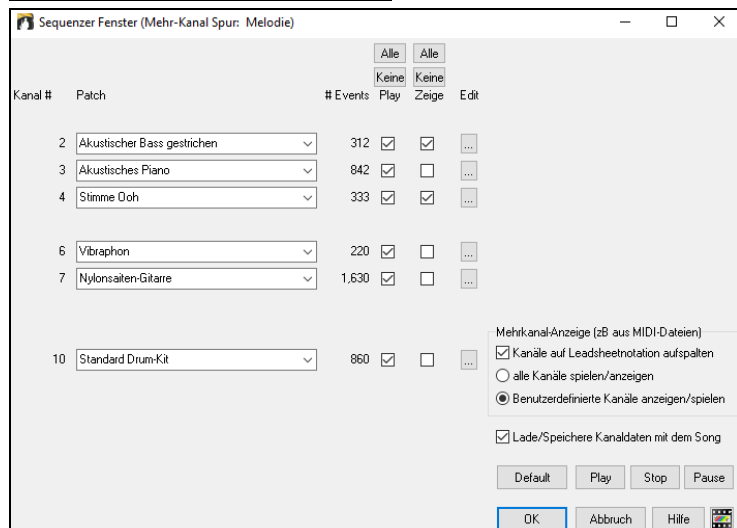 Sequenzer Fenster (Mehr-Kanal Spur: Melodie)
Alle Alle
Keine Keine
Kanal # Patch # Events Play Zeige Edit
2 Akustischer Bass gestrichen 312 ...
3 Akustisches Piano 842 ...
4 Stimme Ooh 333 ...
6 Vibraphon 220 ...
7 Nylonsaiten-Gitarre 1,630 ...
10 Standard Drum-Kit 860 ...
Mehrkanal-Anzeige (zB aus MIDI-Dateien)
Kanäle auf Leadsheetnotation aufspalten
alle Kanäle spielen/anzeigen
Benutzerdefinierte Kanäle anzeigen/spielen
Lade/Speichere Kanaldaten mit dem Song
Default Play Stop Pause
OK Abbruch Hilfe